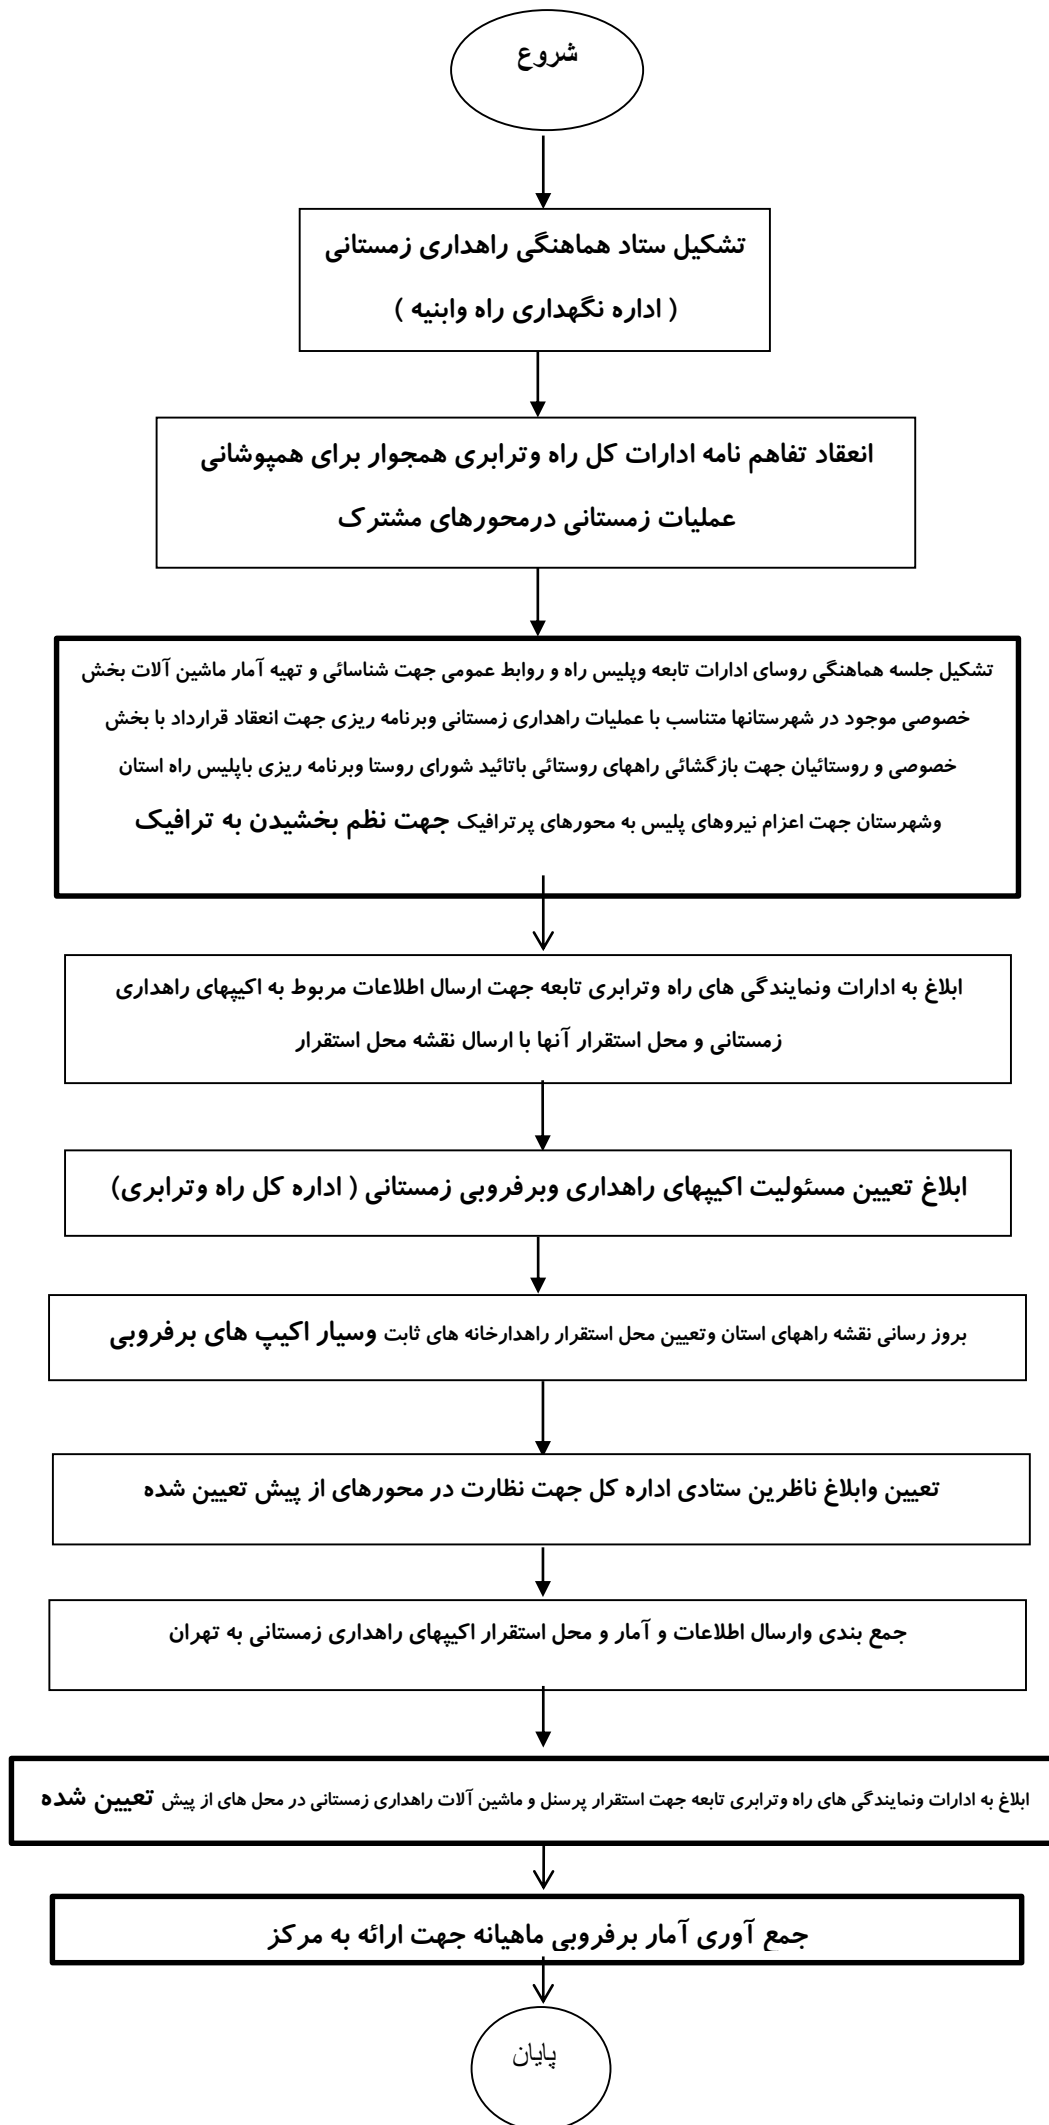 شروع
تشکیل ستاد هماهنگی راهداری زمستانی
( اداره نگهداری راه وابنیه )
انعقاد تفاهم نامه ادارات کل راه وترابری همجوار برای همپوشانی
عملیات زمستانی درمحورهای مشترک
تشکیل جلسه هماهنگی روسای ادارات تابعه وپلیس راه و روابط عمومی جهت شناسائی و تهیه آمار ماشین آلات بخش
خصوصی موجود در شهرستانها متناسب با عملیات راهداری زمستانی وبرنامه ریزی جهت انعقاد قرارداد با بخش
خصوصی و روستائیان جهت بازگشائی راههای روستائی باتائید شورای روستا وبرنامه ریزی باپلیس راه استان
وشهرستان جهت اعزام نیروهای پلیس به محورهای پرترافیک جهت نظم بخشیدن به ترافیک
ابلاغ به ادارات ونمایندگی های راه وترابری تابعه جهت ارسال اطلاعات مربوط به اکیپهای راهداری
زمستانی و محل استقرار آنها با ارسال نقشه محل استقرار
ابلاغ تعیین مسئولیت اکیپهای راهداری وبرفروبی زمستانی ( اداره کل راه وترابری)
بروز رسانی نقشه راههای استان وتعیین محل استقرار راهدارخانه های ثابت وسیار اکیپ های برفروبی
تعیین وابلاغ ناظرین ستادی اداره کل جهت نظارت در محورهای از پیش تعیین شده
جمع بندی وارسال اطلاعات و آمار و محل استقرار اکیپهای راهداری زمستانی به تهران
ابلاغ به ادارات ونمایندگی های راه وترابری تابعه جهت استقرار پرسنل و ماشین آلات راهداری زمستانی در محل های از پیش تعیین شده
جمع آوری آمار برفروبی ماهیانه جهت ارائه به مرکز
پایان